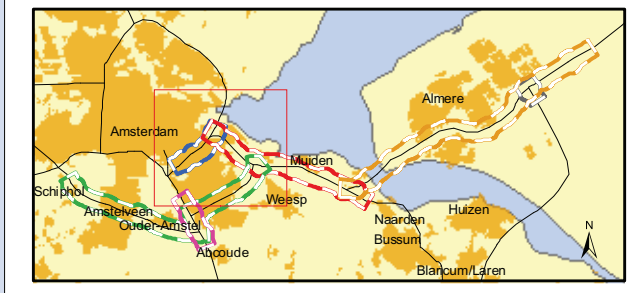 Almere
Amsterdam
Muiden
Schiphol
Weesp
Amstelveen
Huizen
Naarden
Ouder-Amstel
N
Bussum
Abcoude
Blaricum/Laren